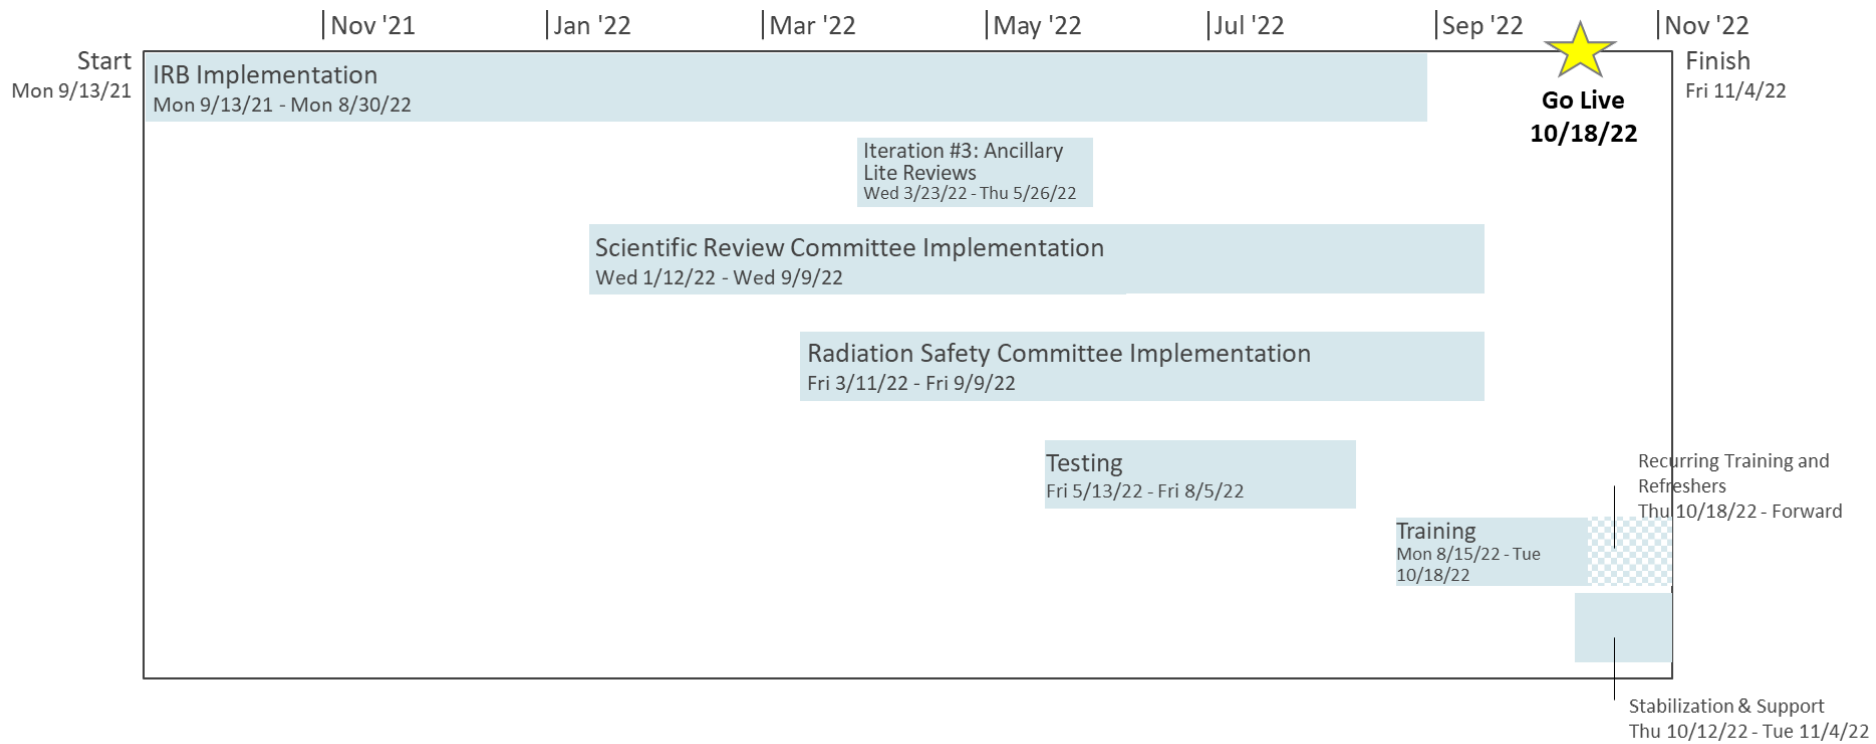 Nov '21
Jan '22
Mar '22
May '22
Jul '22
Sep '22
Nov '22
Start
Mon 9/13/21
Finish
Fri 11/4/22
IRB Implementation
Mon 9/13/21 - Mon 8/30/22
Go Live
10/18/22
Iteration #3: Ancillary
Lite Reviews
Wed 3/23/22 - Thu 5/26/22
Scientific Review Committee Implementation
Wed 1/12/22 - Wed 9/9/22
Radiation Safety Committee Implementation
Fri 3/11/22 - Fri 9/9/22
Testing
Fri 5/13/22 - Fri 8/5/22
Recurring Training and
Refreshers
Thu 10/18/22 - Forward
Training
Mon 8/15/22 - Tue
10/18/22
Stabilization & Support
Thu 10/12/22 - Tue 11/4/22